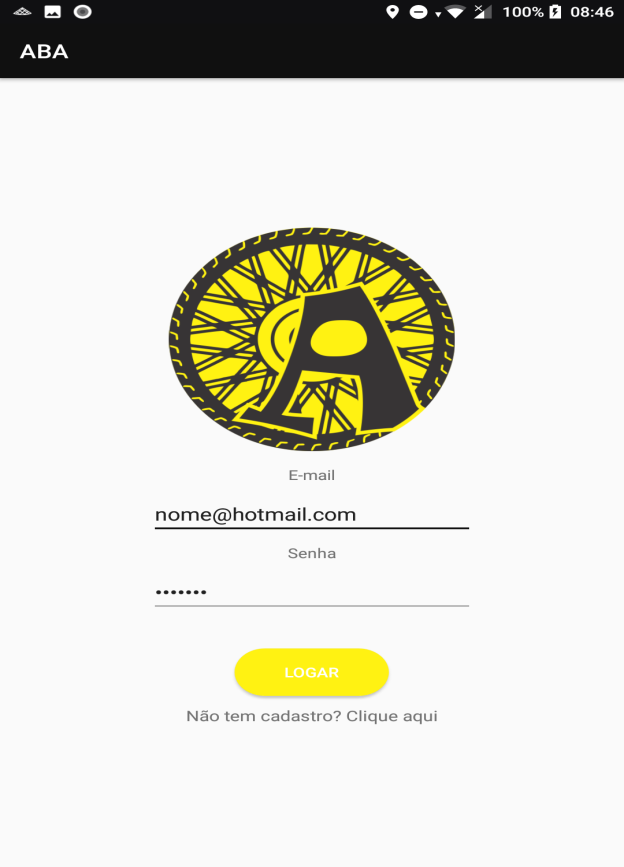 100% 08:46
ABA
A
E-mail
nome@hotmail.com
Senha
•••••••
LOGAR
Não tem cadastro? Clique aqui